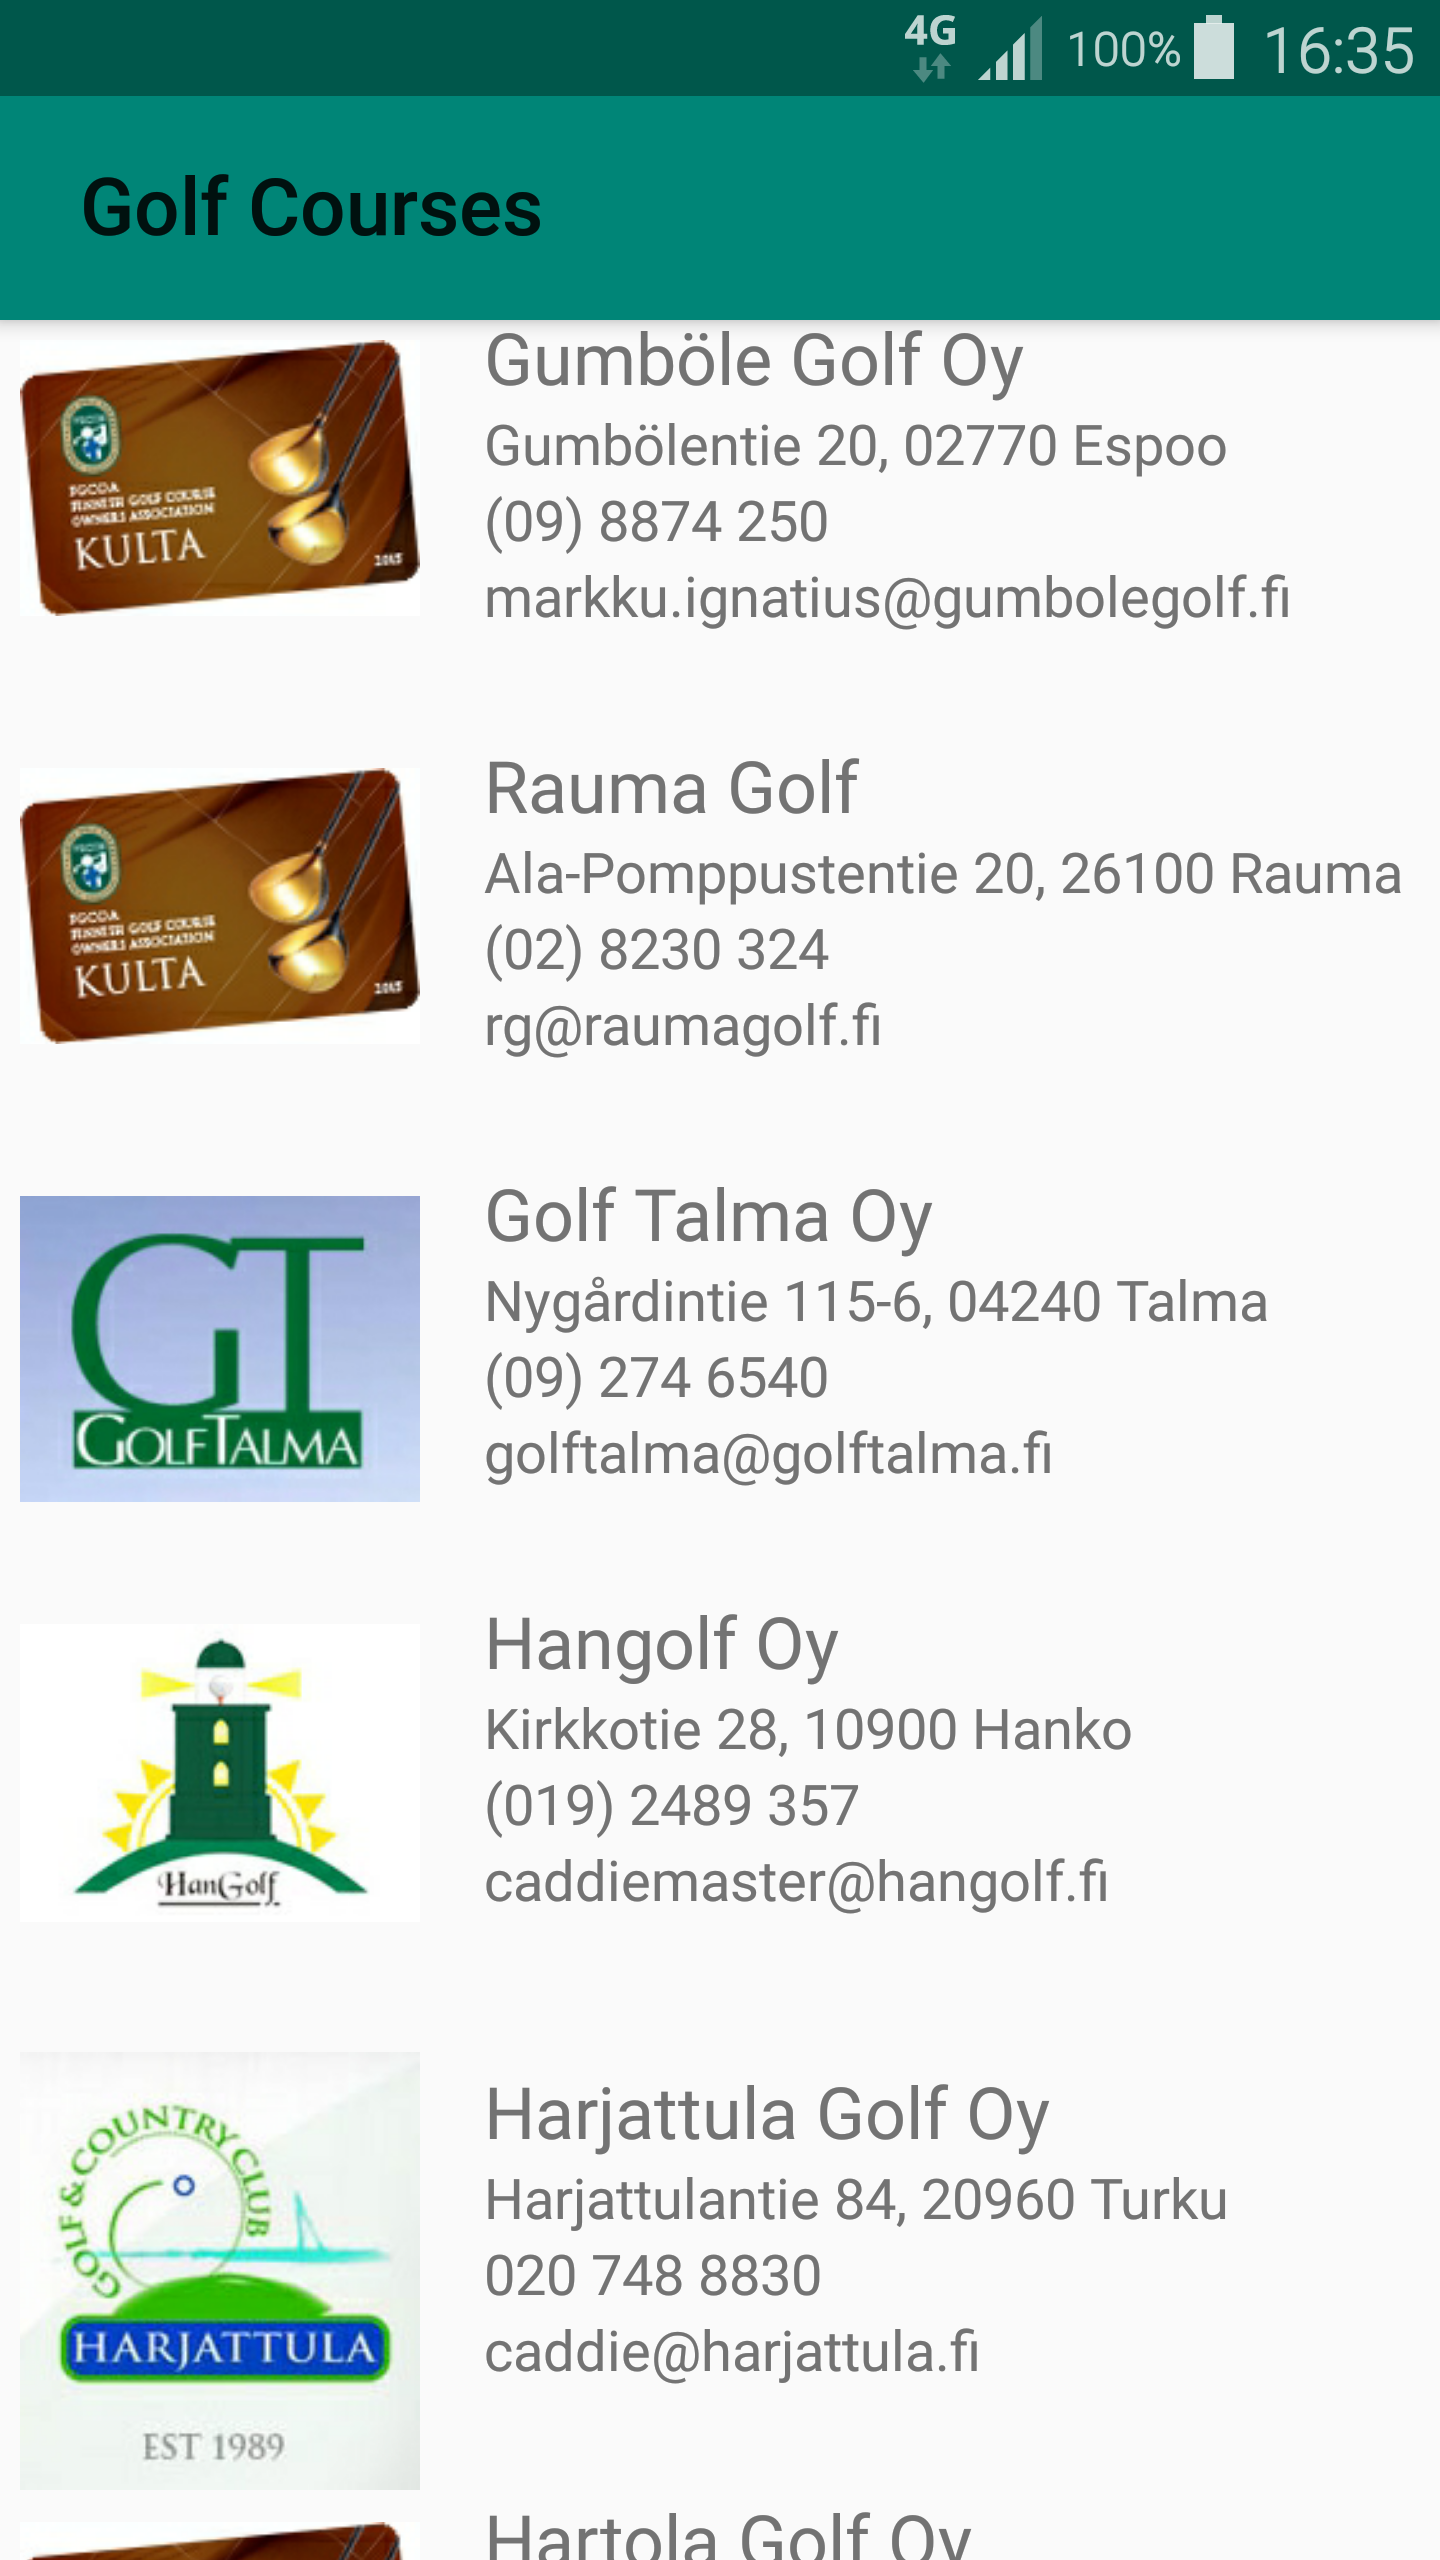 4G 100% 16:35
Golf Courses
Gumböle Golf Oy
Gumbölentie 20, 02770 Espoo
(09) 8874 250
markku.ignatius@gumbolegolf.fi
FGCOA
FINNISH GOLF COURSE
OWNERS ASSOCIATION
KULTA
Rauma Golf
Ala-Pomppustentie 20, 26100 Rauma
(02) 8230 324
rg@raumagolf.fi
FGCOA
FINNISH GOLF COURSE
OWNERS ASSOCIATION
KULTA
Golf Talma Oy
Nygårdintie 115-6, 04240 Talma
(09) 274 6540
golftalma@golftalma.fi
GT
GOLFTALMA
Hangolf Oy
Kirkkotie 28, 10900 Hanko
(019) 2489 357
caddiemaster@hangolf.fi
HanGolf
Harjattula Golf Oy
Harjattulantie 84, 20960 Turku
020 748 8830
caddie@harjattula.fi
GOLF & COUNTRY CLUB
HARJATTULA
EST 1989
Hartola Golf Oy